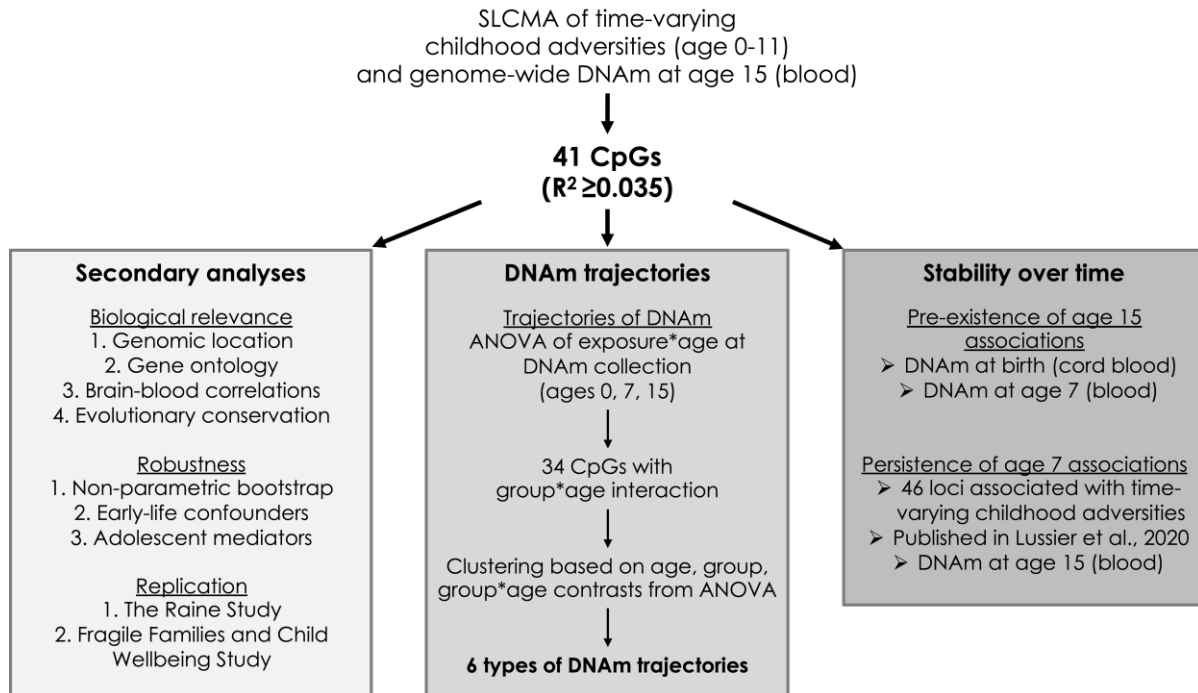 SLCMA of time-varying
childhood adversities (age 0-11)
and genome-wide DNAm at age 15 (blood)
41 CpGs
(R² ≥0.035)
Secondary analyses
Biological relevance
1. Genomic location
2. Gene ontology
3. Brain-blood correlations
4. Evolutionary conservation
Robustness
1. Non-parametric bootstrap
2. Early-life confounders
3. Adolescent mediators
Replication
1. The Raine Study
2. Fragile Families and Child
Wellbeing Study
DNAm trajectories
Trajectories of DNAm
ANOVA of exposure*age at
DNAm collection
(ages 0, 7, 15)
34 CpGs with
group*age interaction
Clustering based on age, group,
group*age contrasts from ANOVA
6 types of DNAm trajectories
Stability over time
Pre-existence of age 15
associations
➢ DNAm at birth (cord blood)
➢ DNAm at age 7 (blood)
Persistence of age 7 associations
➢ 46 loci associated with time-
varying childhood adversities
➢ Published in Lussier et al., 2020
➢ DNAm at age 15 (blood)